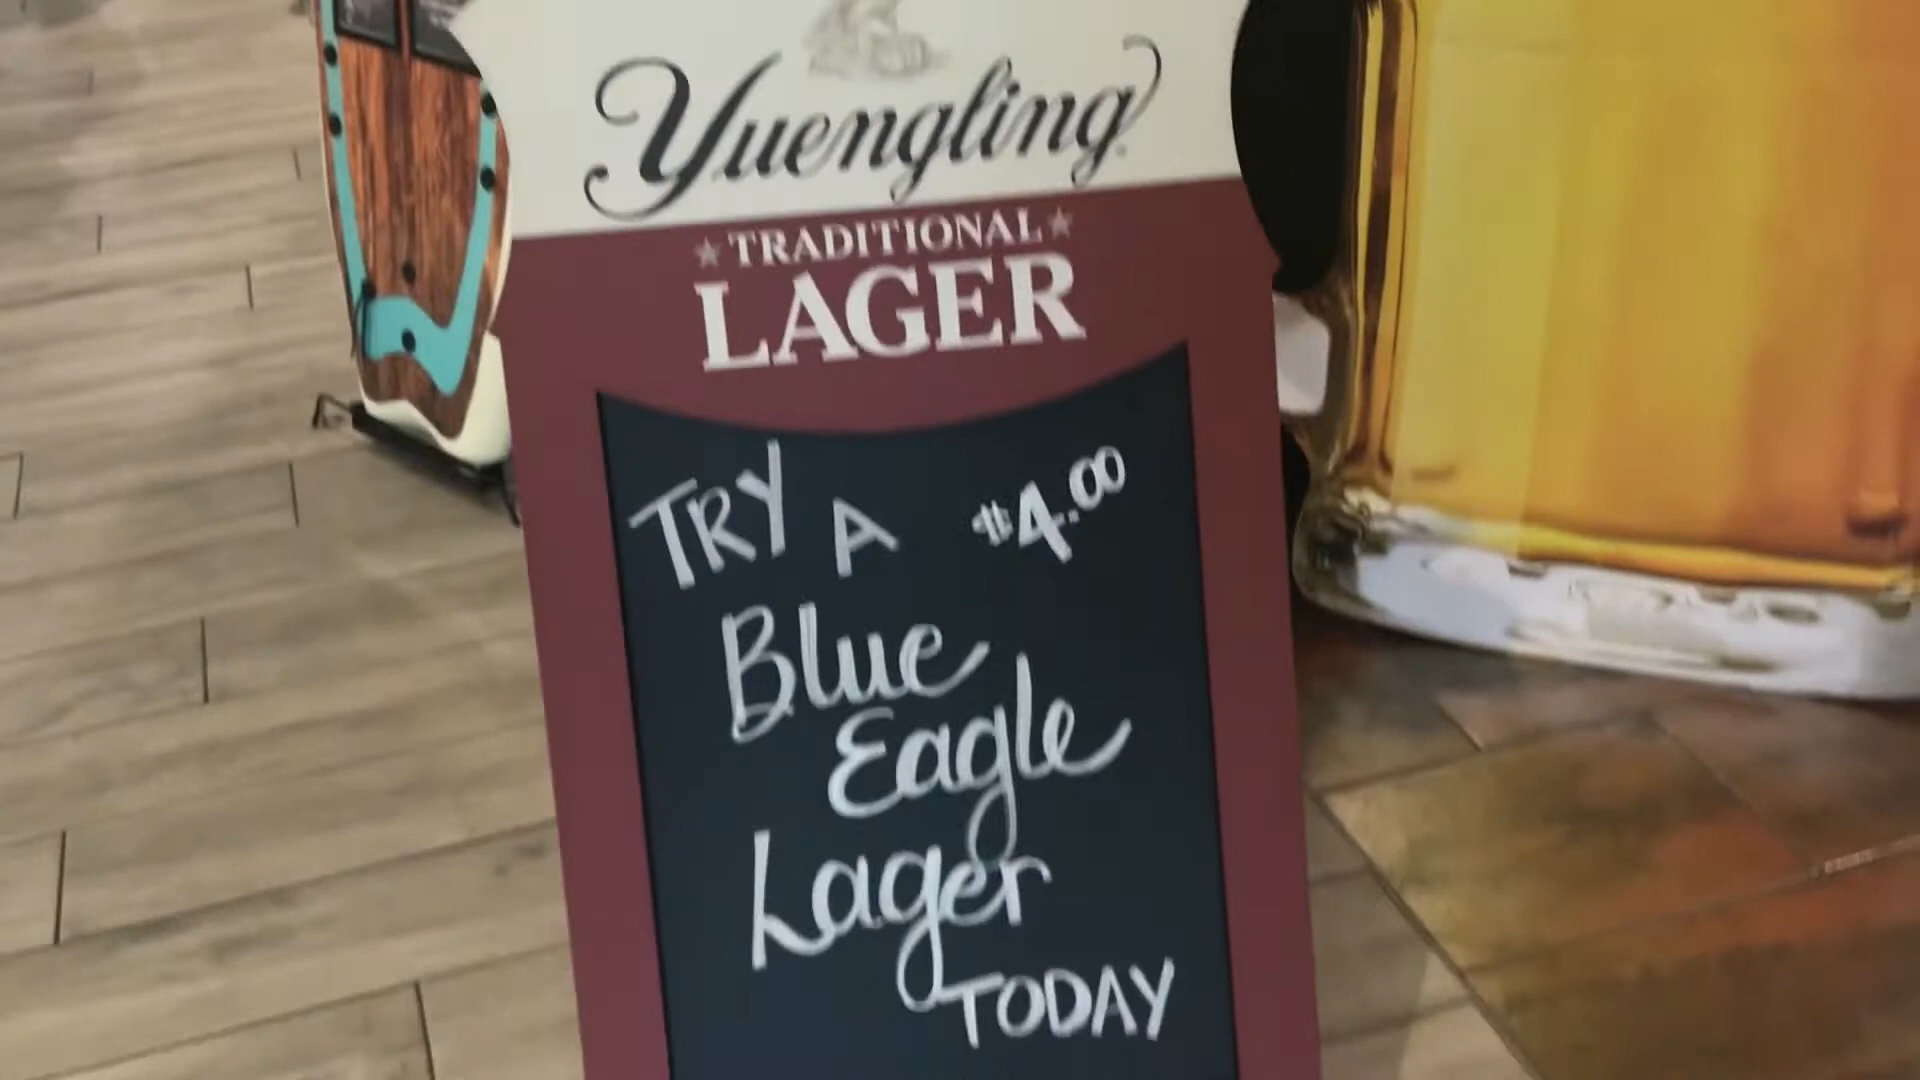 Yuengling
★TRADITIONAL★
LAGER
TRY A $4.00
Blue
Eagle
Lager
TODAY